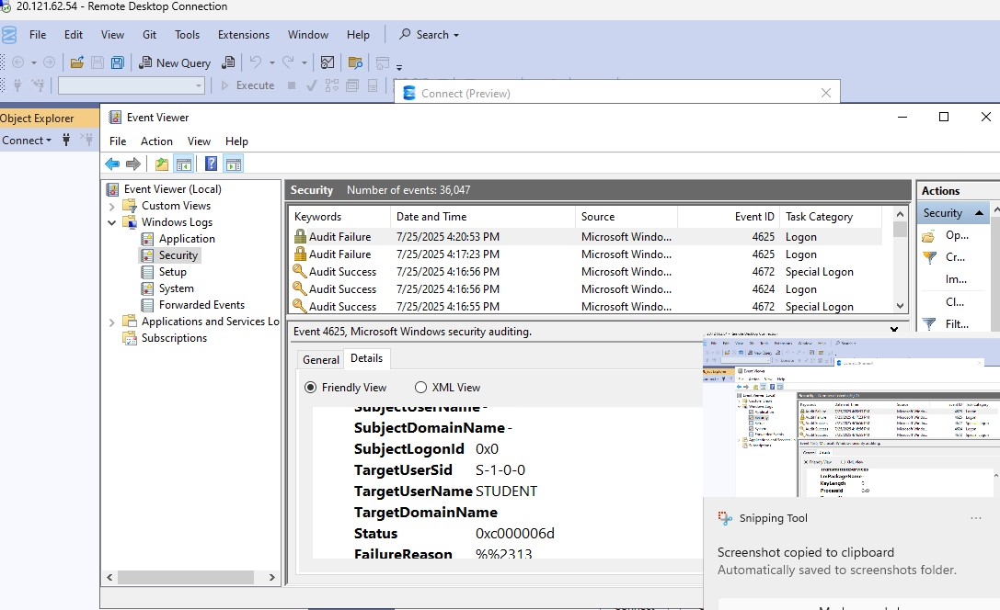 20.121.62.54 - Remote Desktop Connection
File Edit View Git Tools Extensions Window Help Search
New Query
Execute
Connect (Preview)
Object Explorer
Connect
Event Viewer
File Action View Help
Event Viewer (Local)
Custom Views
Windows Logs
Application
Security
Setup
System
Forwarded Events
Applications and Services Lo
Subscriptions
Security Number of events: 36,047
Keywords Date and Time Source Event ID Task Category
Audit Failure 7/25/2025 4:20:53 PM Microsoft Windo... 4625 Logon
Audit Failure 7/25/2025 4:17:23 PM Microsoft Windo... 4625 Logon
Audit Success 7/25/2025 4:16:56 PM Microsoft Windo... 4672 Special Logon
Audit Success 7/25/2025 4:16:56 PM Microsoft Windo... 4624 Logon
Audit Success 7/25/2025 4:16:55 PM Microsoft Windo... 4672 Special Logon
Event 4625, Microsoft Windows security auditing.
General Details
Friendly View XML View
SubjectUserName -
SubjectDomainName -
SubjectLogonId 0x0
TargetUserSid S-1-0-0
TargetUserName STUDENT
TargetDomainName
Status 0xc000006d
FailureReason %%2313
Actions
Security
Op...
Cr...
Im...
Cl...
Filt...
Snipping Tool
Screenshot copied to clipboard
Automatically saved to screenshots folder.